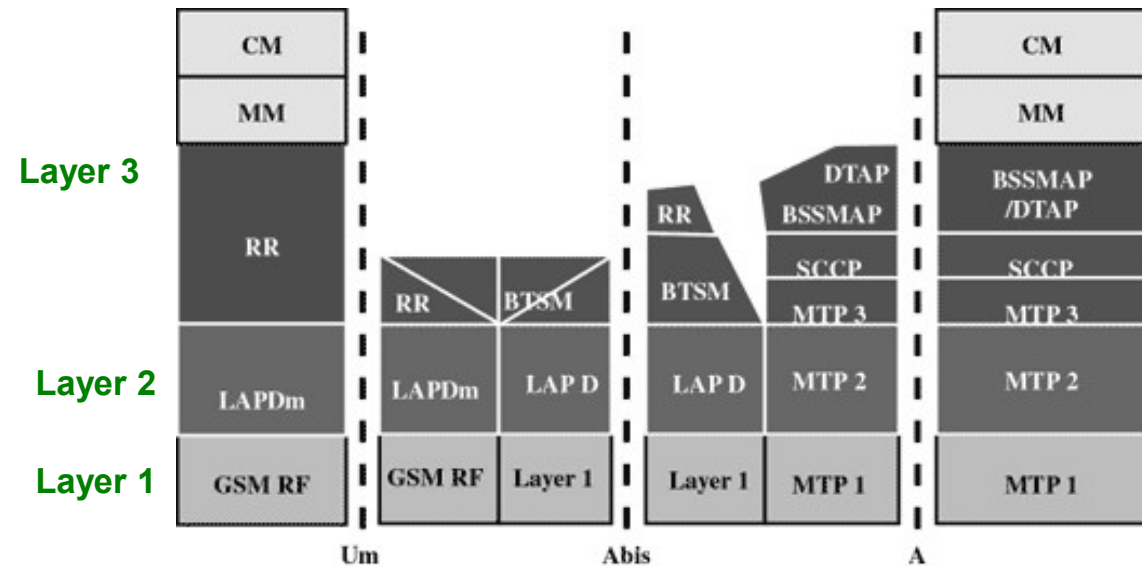 CM
CM
MM
MM
Layer 3
RR
RR
BTSM
RR
BTSM
DTAP
BSSMAP
SCCP
MTP 3
BSSMAP
/DTAP
SCCP
MTP 3
Layer 2
LAPDm
LAPDm
LAP D
LAP D
MTP 2
MTP 2
Layer 1
GSM RF
GSM RF
Layer 1
Layer 1
MTP 1
MTP 1
Um
Abis
A